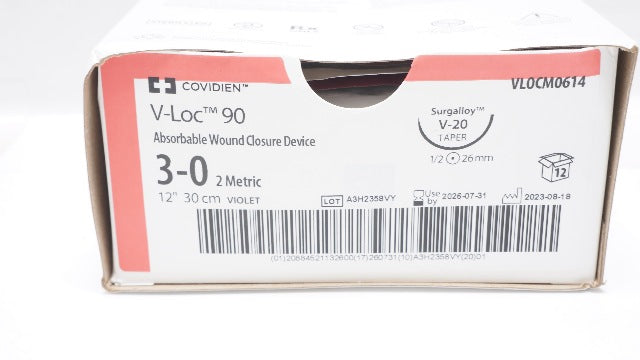 COVIDIEN™
VLOCM0614
V-Loc™ 90
Absorbable Wound Closure Device
3-0 2 Metric
12" 30 cm VIOLET
Surgalloy™
V-20
TAPER
1/2 26 mm
12
LOT A3H2358VY
Use by 2026-07-31
2023-08-18
(01)20884521132600(17)260731(10)A3H2358VY(20)01